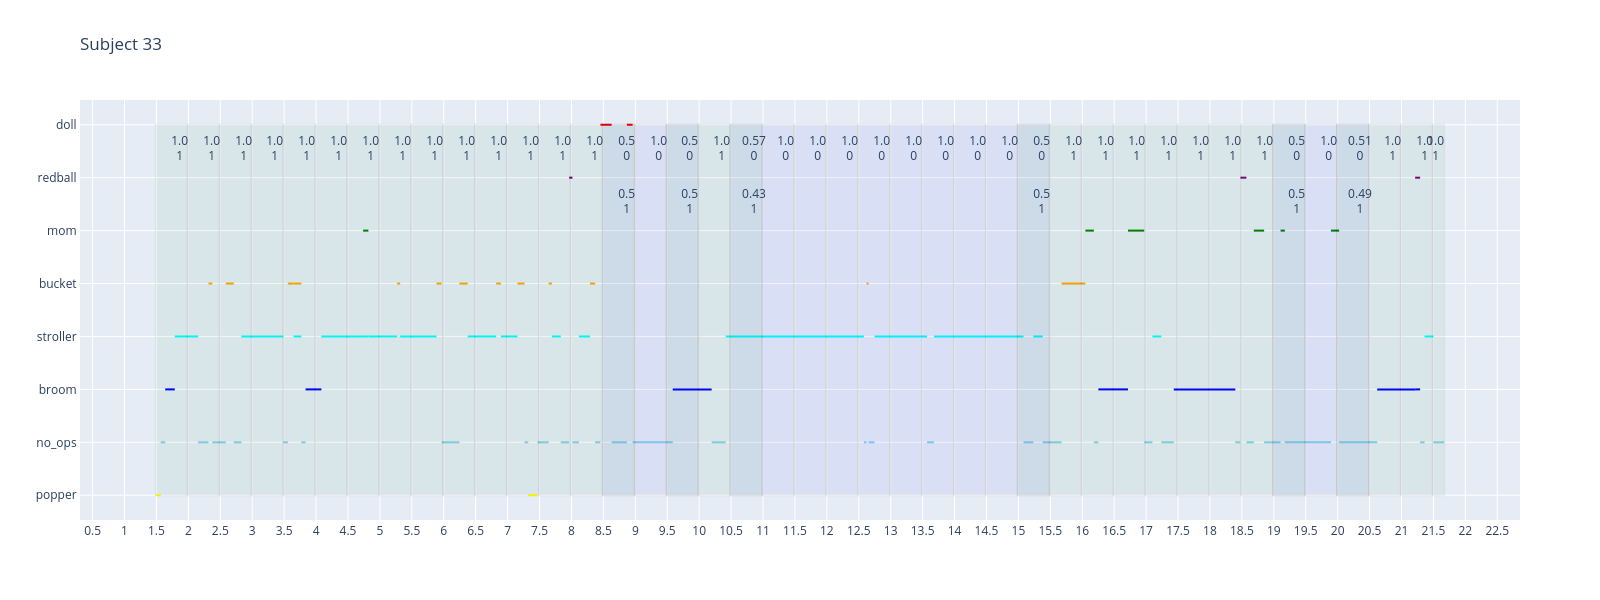 Subject 33
doll
1.0 1.0 1.0 1.0 1.0 1.0 1.0 1.0 1.0 1.0 1.0 1.0 1.0 1.0 0.5 1.0 0.5 1.0 0.57 1.0 1.0 1.0 1.0 1.0 1.0 1.0 1.0 0.5 1.0 1.0 1.0 1.0 1.0 1.0 1.0 0.5 1.0 0.51 1.0 1.0 1.0
1 1 1 1 1 1 1 1 1 1 1 1 1 1 0 0 0 1 0 0 0 0 0 0 0 0 0 0 1 1 1 1 1 1 1 0 0 0 1 1 1
redball
0.5 0.5 0.43 0.5 0.5 0.49
1 1 1 1 1 1
mom
bucket
stroller
broom
no_ops
popper
0.5 1 1.5 2 2.5 3 3.5 4 4.5 5 5.5 6 6.5 7 7.5 8 8.5 9 9.5 10 10.5 11 11.5 12 12.5 13 13.5 14 14.5 15 15.5 16 16.5 17 17.5 18 18.5 19 19.5 20 20.5 21 21.5 22 22.5